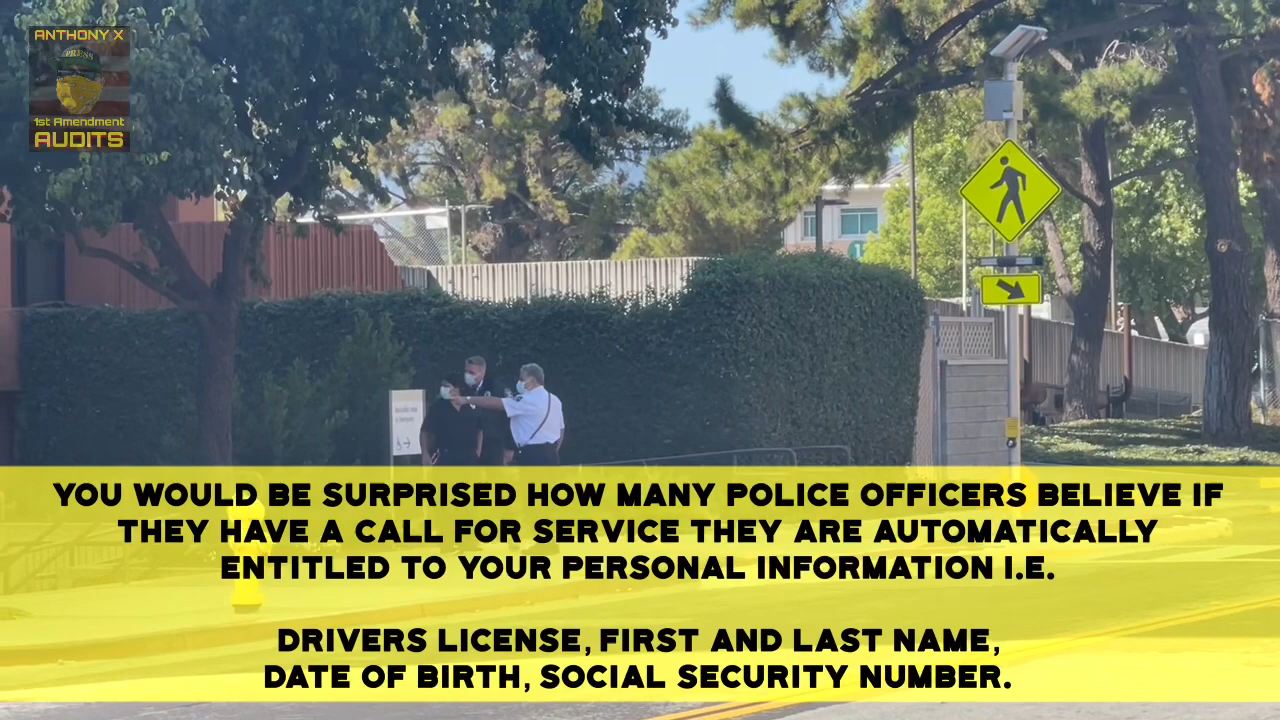 ANTHONY X
PRESS
1st Amendment
AUDITS
YOU WOULD BE SURPRISED HOW MANY POLICE OFFICERS BELIEVE IF
THEY HAVE A CALL FOR SERVICE THEY ARE AUTOMATICALLY
ENTITLED TO YOUR PERSONAL INFORMATION I.E.
DRIVERS LICENSE, FIRST AND LAST NAME,
DATE OF BIRTH, SOCIAL SECURITY NUMBER.